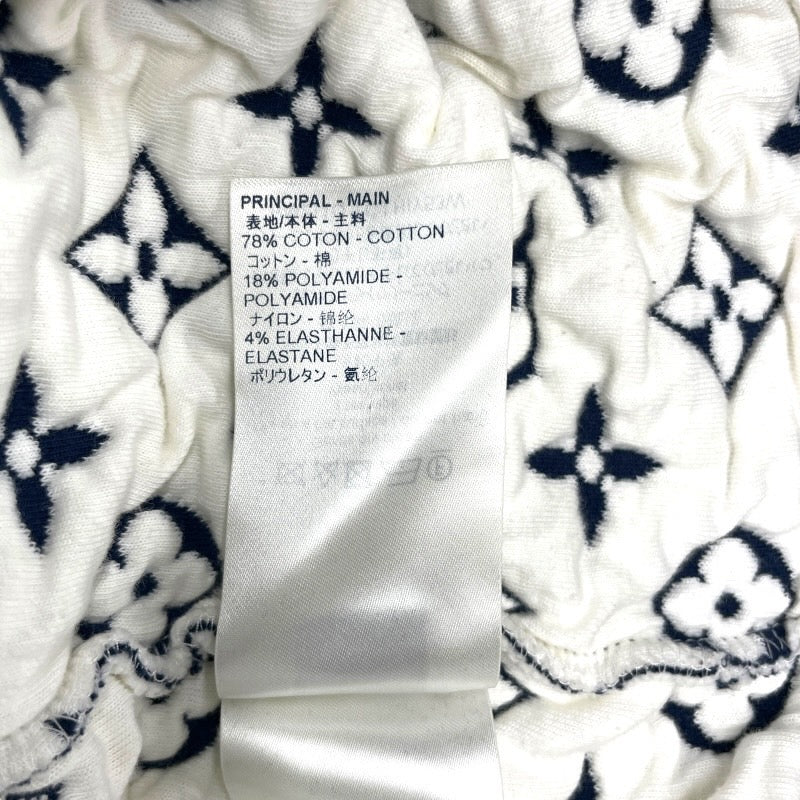 PRINCIPAL - MAIN
表地/本体 - 主料
78% COTON - COTTON
コットン - 棉
18% POLYAMIDE -
POLYAMIDE
ナイロン - 锦纶
4% ELASTHANNE -
ELASTANE
ポリウレタン - 氨纶